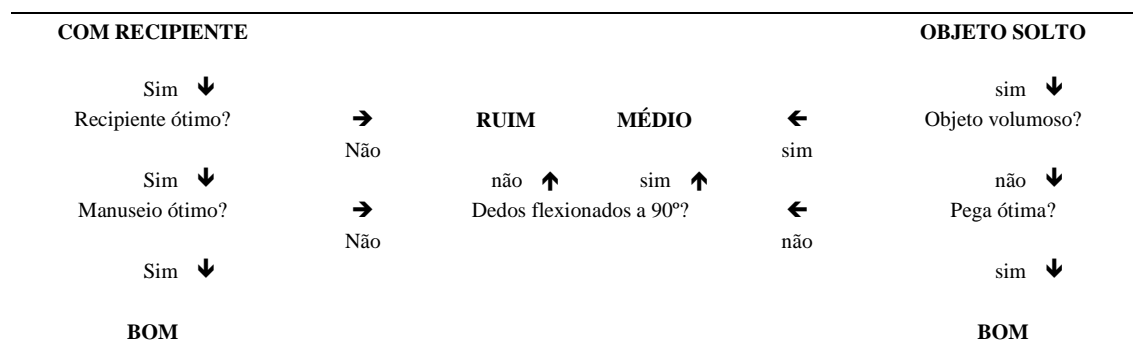 COM RECIPIENTE OBJETO SOLTO
Sim 🡫 sim 🡫
Recipiente ótimo? ➔ RUIM MÉDIO 🡨 Objeto volumoso?
Não sim
Sim 🡫 não 🡩 sim 🡩 não 🡫
Manuseio ótimo? ➔ Dedos flexionados a 90º? 🡨 Pega ótima?
Não não
Sim 🡫 sim 🡫
BOM BOM